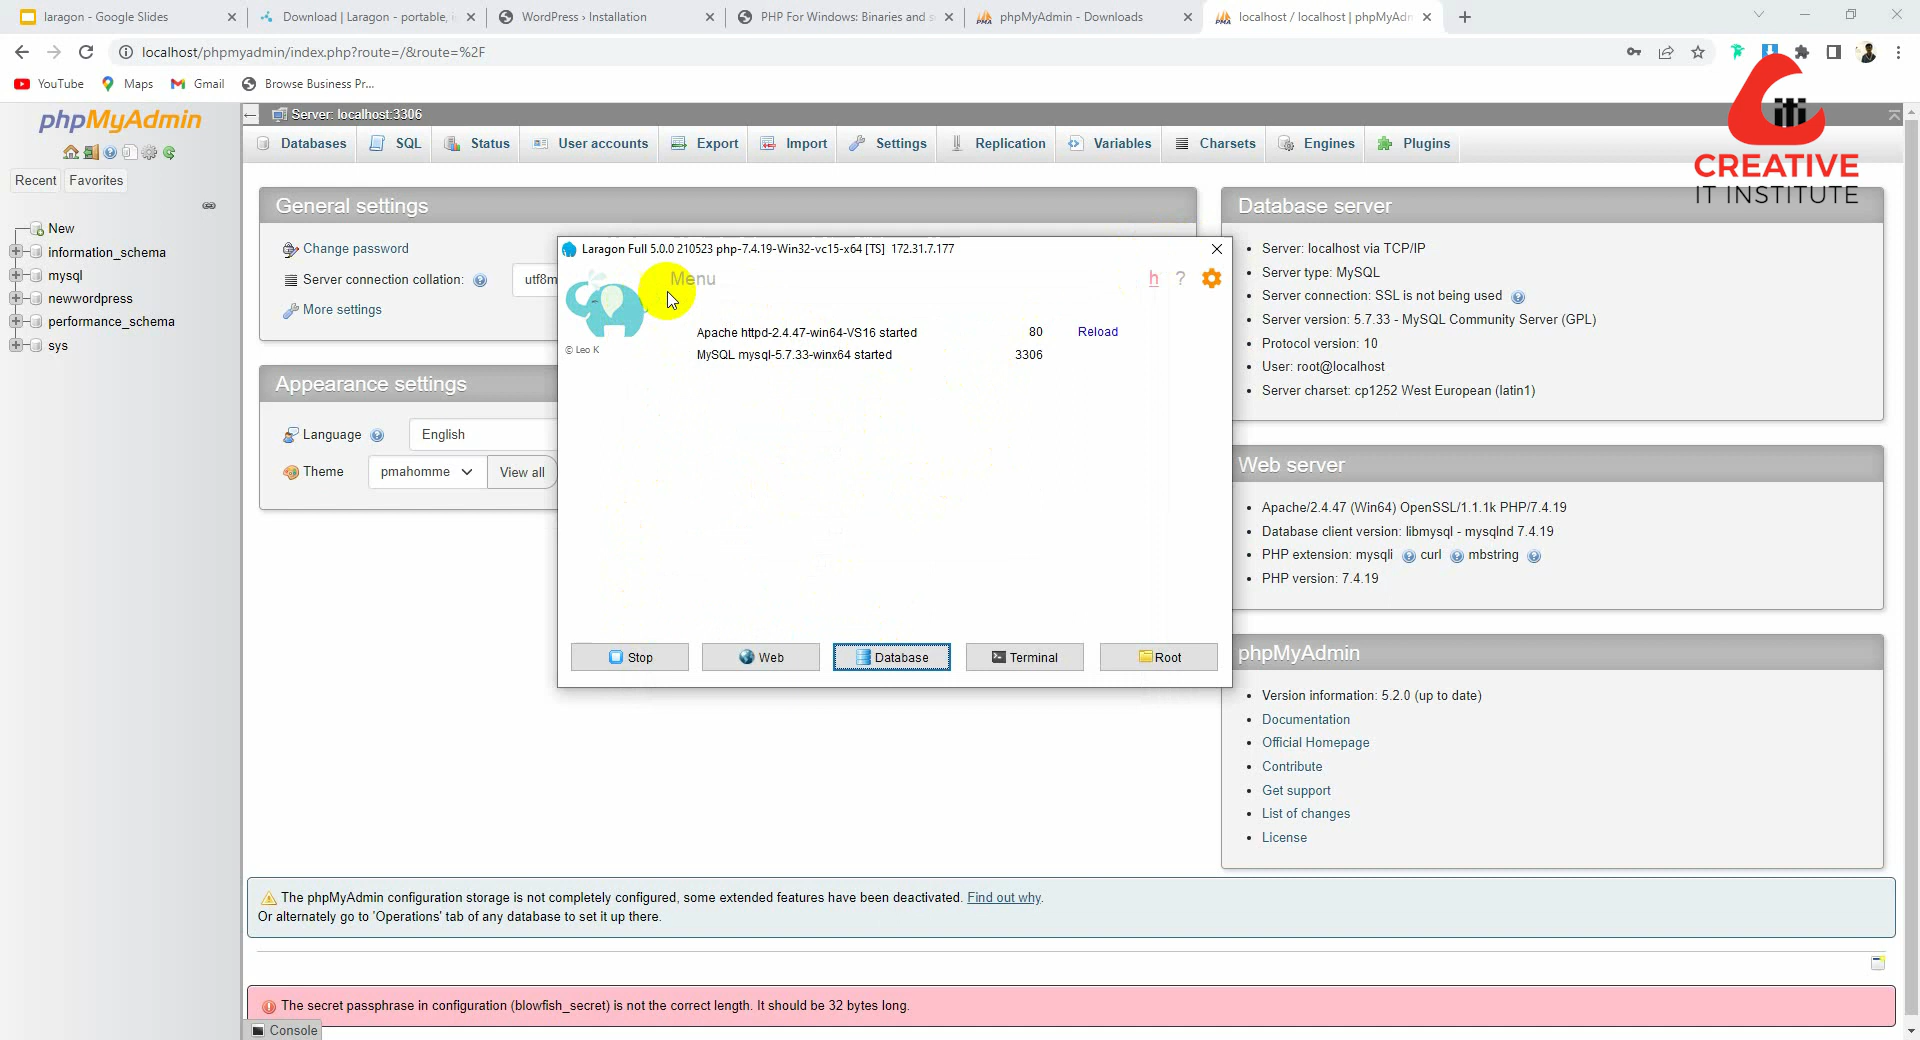 laragon - Google Slides
Download | Laragon - portable,
WordPress › Installation
PHP For Windows: Binaries and
phpMyAdmin - Downloads
localhost / localhost | phpMyAdm
localhost/phpmyadmin/index.php?route=/&route=%2F
YouTube
Maps
Gmail
Browse Business Pr...
phpMyAdmin
Recent
Favorites
New
information_schema
mysql
newwordpress
performance_schema
sys
Server: localhost:3306
Databases
SQL
Status
User accounts
Export
Import
Settings
Replication
Variables
Charsets
Engines
Plugins
iti
CREATIVE
IT INSTITUTE
General settings
Change password
Server connection collation:
utf8m
More settings
Appearance settings
Language
English
Theme
pmahomme
View all
Laragon Full 5.0.0 210523 php-7.4.19-Win32-vc15-x64 [TS] 172.31.7.177
Menu
h ?
© Leo K
Apache httpd-2.4.47-win64-VS16 started 80 Reload
MySQL mysql-5.7.33-winx64 started 3306
Stop
Web
Database
Terminal
Root
Database server
Server: localhost via TCP/IP
Server type: MySQL
Server connection: SSL is not being used
Server version: 5.7.33 - MySQL Community Server (GPL)
Protocol version: 10
User: root@localhost
Server charset: cp1252 West European (latin1)
Web server
Apache/2.4.47 (Win64) OpenSSL/1.1.1k PHP/7.4.19
Database client version: libmysql - mysqlnd 7.4.19
PHP extension: mysqli curl mbstring
PHP version: 7.4.19
phpMyAdmin
Version information: 5.2.0 (up to date)
Documentation
Official Homepage
Contribute
Get support
List of changes
License
The phpMyAdmin configuration storage is not completely configured, some extended features have been deactivated. Find out why.
Or alternately go to 'Operations' tab of any database to set it up there.
The secret passphrase in configuration (blowfish_secret) is not the correct length. It should be 32 bytes long.
Console